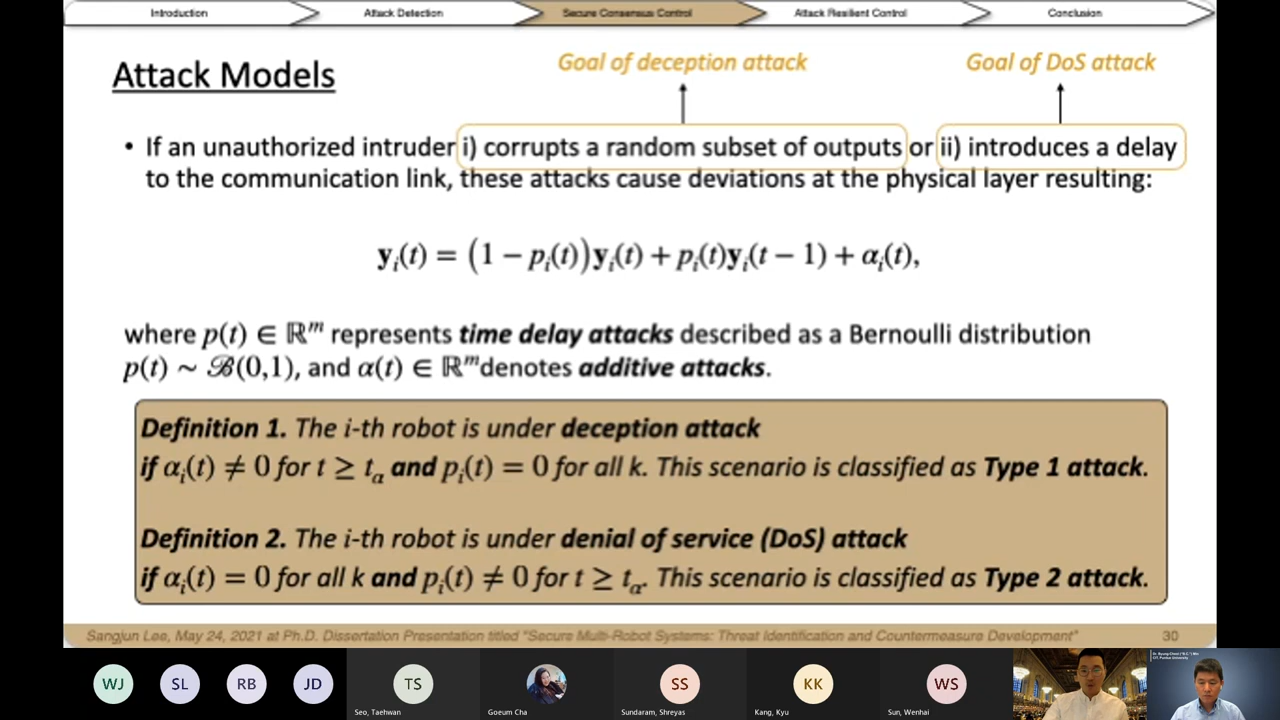 Introduction
Attack Detection
Secure Consensus Control
Attack Resilient Control
Conclusion
Goal of deception attack
Goal of DoS attack
Attack Models
• If an unauthorized intruder i) corrupts a random subset of outputs or ii) introduces a delay
to the communication link, these attacks cause deviations at the physical layer resulting:
yᵢ(t) = (1 − pᵢ(t))yᵢ(t) + pᵢ(t)yᵢ(t − 1) + αᵢ(t),
where p(t) ∈ ℝᵐ represents time delay attacks described as a Bernoulli distribution
p(t) ~ ℬ(0,1), and α(t) ∈ ℝᵐdenotes additive attacks.
Definition 1. The i-th robot is under deception attack
if αᵢ(t) ≠ 0 for t ≥ tₐ and pᵢ(t) = 0 for all k. This scenario is classified as Type 1 attack.
Definition 2. The i-th robot is under denial of service (DoS) attack
if αᵢ(t) = 0 for all k and pᵢ(t) ≠ 0 for t ≥ tₐ. This scenario is classified as Type 2 attack.
Sangjun Lee, May 24, 2021 at Ph.D. Dissertation Presentation titled "Secure Multi-Robot Systems: Threat Identification and Countermeasure Development"
30
WJ
SL
RB
JD
TS
Seo, Taehwan
Goeum Cha
SS
Sundaram, Shreyas
KK
Kang, Kyu
WS
Sun, Wenhai